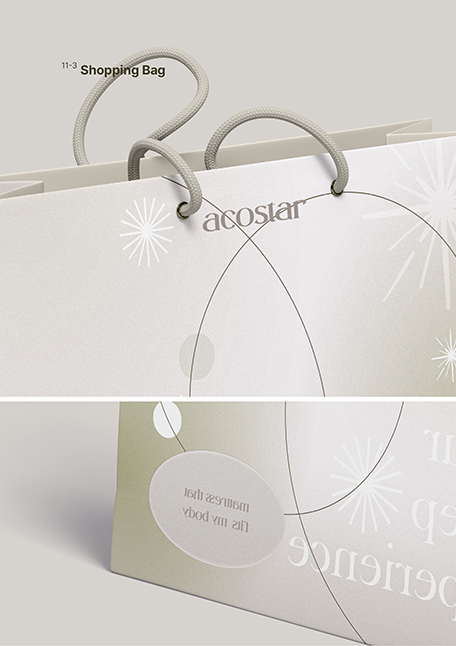 11-3 Shopping Bag
acostar
mattress that
fits my body
ur
ep
perience